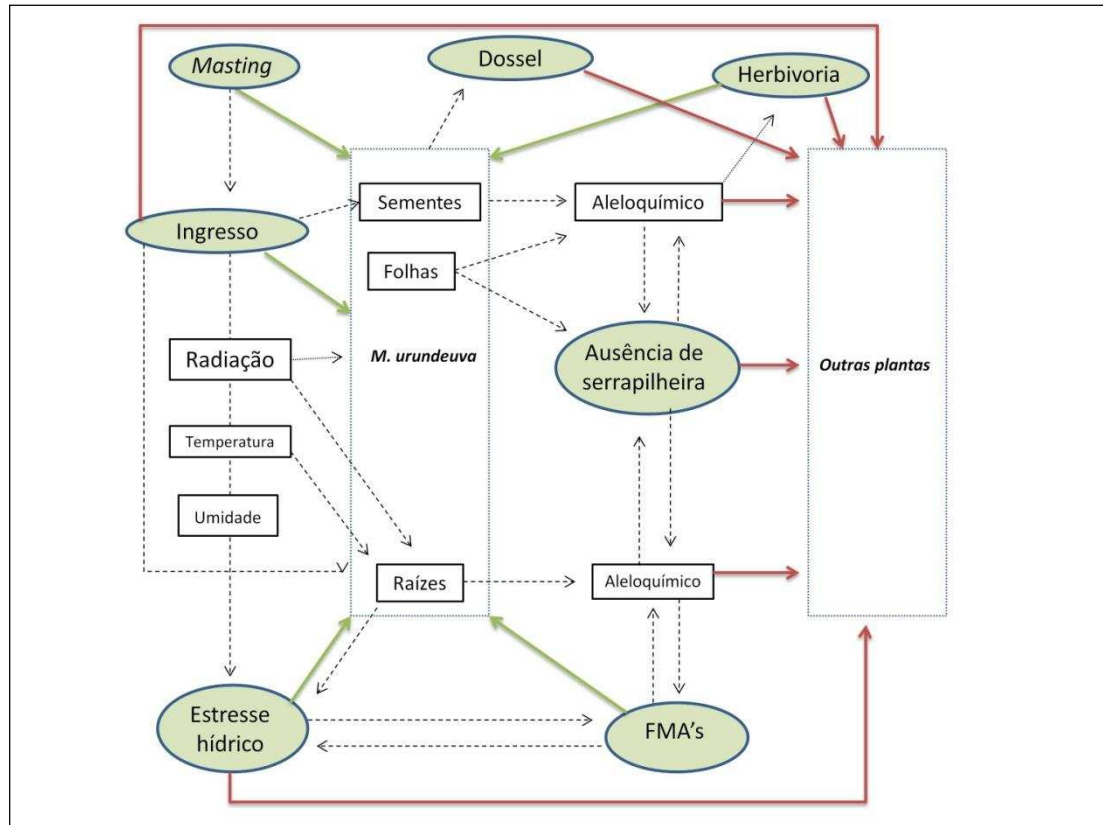 Masting
Dossel
Herbivoria
Sementes
Aleloquímico
Ingresso
Folhas
Radiação
M. urundeuva
Ausência de
serrapilheira
Outras plantas
Temperatura
Umidade
Raízes
Aleloquímico
Estresse
hídrico
FMA's